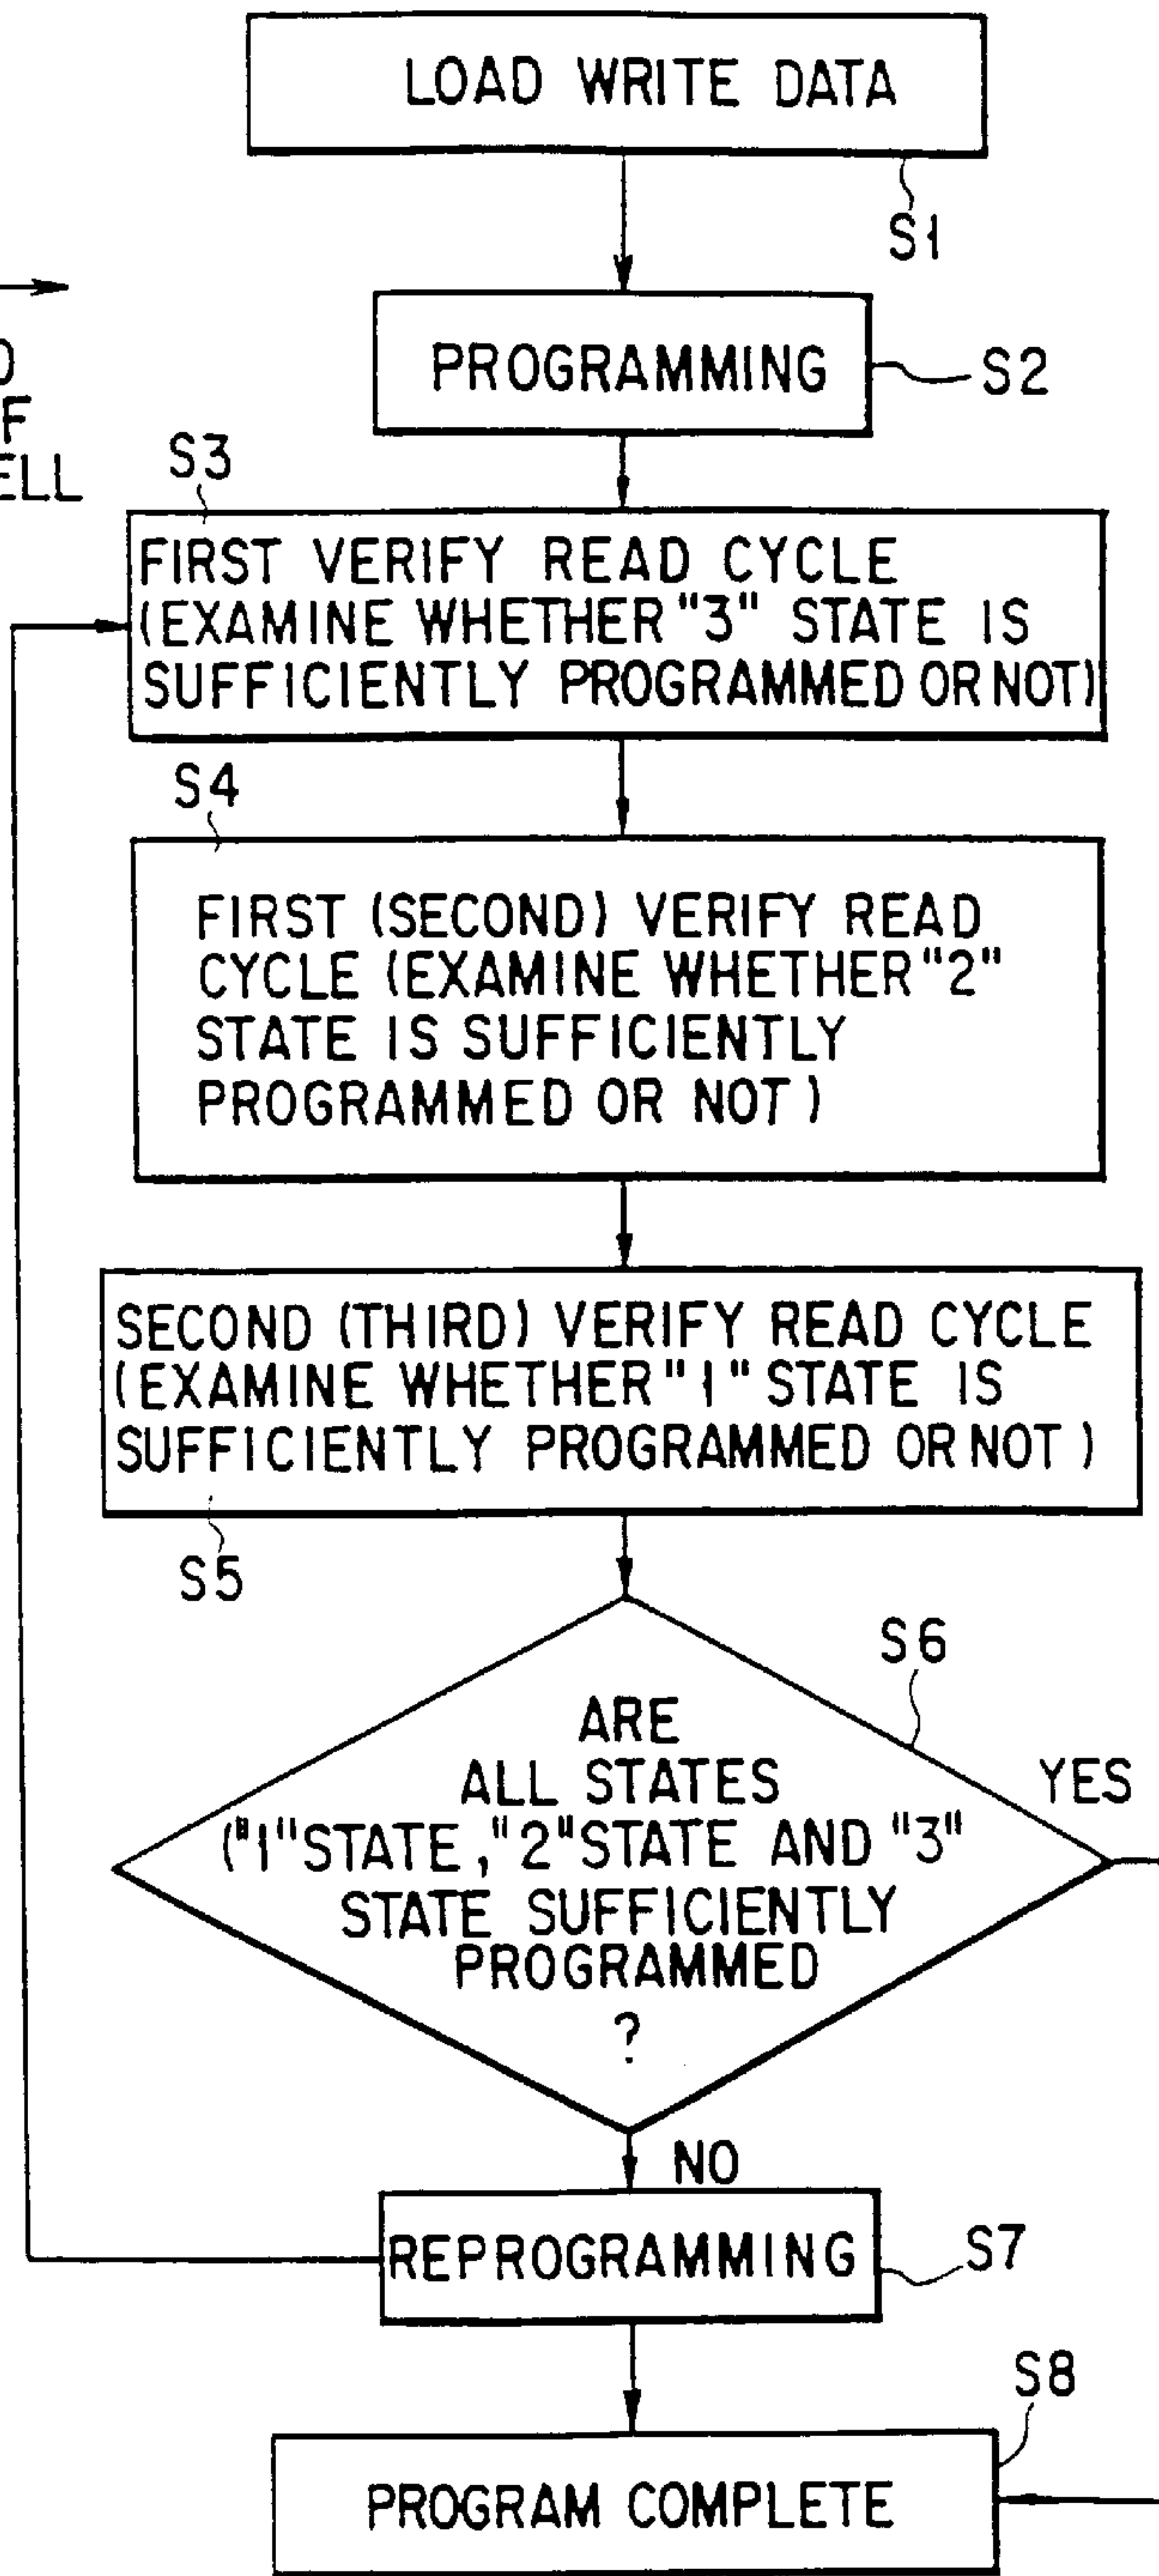 LOAD WRITE DATA
S1
PROGRAMMING
S2
S3
FIRST VERIFY READ CYCLE
(EXAMINE WHETHER "3" STATE IS
SUFFICIENTLY PROGRAMMED OR NOT)
S4
FIRST (SECOND) VERIFY READ
CYCLE (EXAMINE WHETHER "2"
STATE IS SUFFICIENTLY
PROGRAMMED OR NOT)
SECOND (THIRD) VERIFY READ CYCLE
(EXAMINE WHETHER "1" STATE IS
SUFFICIENTLY PROGRAMMED OR NOT)
S5
S6
ARE
ALL STATES
("1" STATE, "2" STATE AND "3"
STATE SUFFICIENTLY
PROGRAMMED
?
YES
NO
REPROGRAMMING
S7
S8
PROGRAM COMPLETE